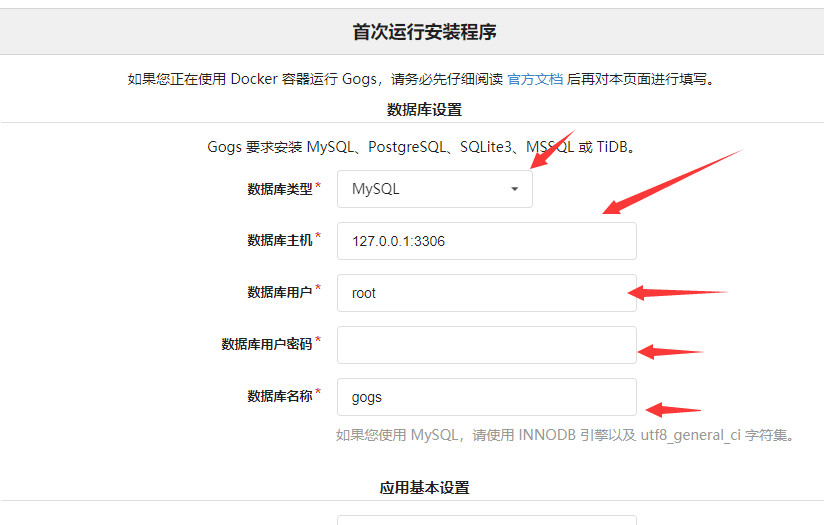 首次运行安装程序
如果您正在使用 Docker 容器运行 Gogs，请务必先仔细阅读 官方文档 后再对本页面进行填写。
数据库设置
Gogs 要求安装 MySQL、PostgreSQL、SQLite3、MSSQL 或 TiDB。
数据库类型* MySQL
数据库主机* 127.0.0.1:3306
数据库用户* root
数据库用户密码*
数据库名称* gogs
如果您使用 MySQL，请使用 INNODB 引擎以及 utf8_general_ci 字符集。
应用基本设置